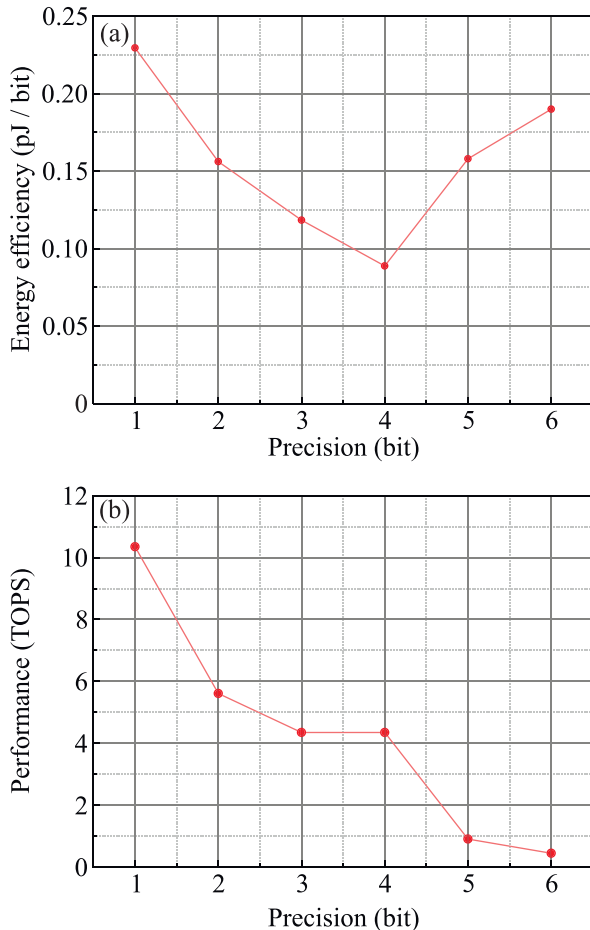 (a)
Energy efficiency (pJ / bit)
0.25
0.20
0.15
0.10
0.05
0
1 2 3 4 5 6
Precision (bit)
(b)
Performance (TOPS)
12
10
8
6
4
2
0
1 2 3 4 5 6
Precision (bit)